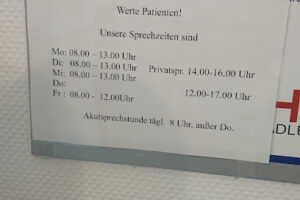 Werte Patienten!
Unsere Sprechzeiten sind
Mo: 08.00 – 13.00 Uhr
Di: 08.00 – 13.00 Uhr Privatspr. 14.00-16.00 Uhr
Mi: 08.00 – 13.00 Uhr
Do: 12.00-17.00 Uhr
Fr : 08.00 - 12.00Uhr
Akutsprechstunde tägl. 8 Uhr, außer Do.
H
ADLE